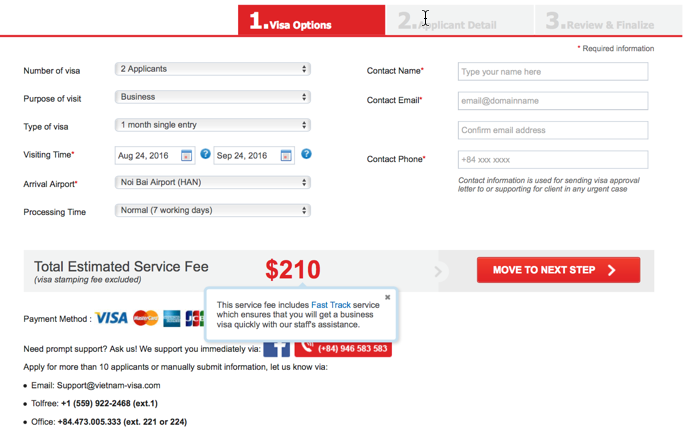 1.Visa Options
2.Applicant Detail
3.Review & Finalize
* Required information
Number of visa
2 Applicants
Contact Name*
Type your name here
Purpose of visit
Business
Contact Email*
email@domainname
Type of visa
1 month single entry
Confirm email address
Visiting Time*
Aug 24, 2016
?
Sep 24, 2016
?
Contact Phone*
+84 xxx xxxx
Arrival Airport*
Noi Bai Airport (HAN)
Contact information is used for sending visa approval
letter to or supporting for client in any urgent case
Processing Time
Normal (7 working days)
Total Estimated Service Fee
(visa stamping fee excluded)
$210
MOVE TO NEXT STEP
This service fee includes Fast Track service
which ensures that you will get a business
visa quickly with our staff's assistance.
Payment Method :
VISA
MasterCard
JCB
Need prompt support? Ask us! We support you immediately via:
f
(+84) 946 583 583
Apply for more than 10 applicants or manually submit information, let us know via:
Email: Support@vietnam-visa.com
Tolfree: +1 (559) 922-2468 (ext.1)
Office: +84.473.005.333 (ext. 221 or 224)